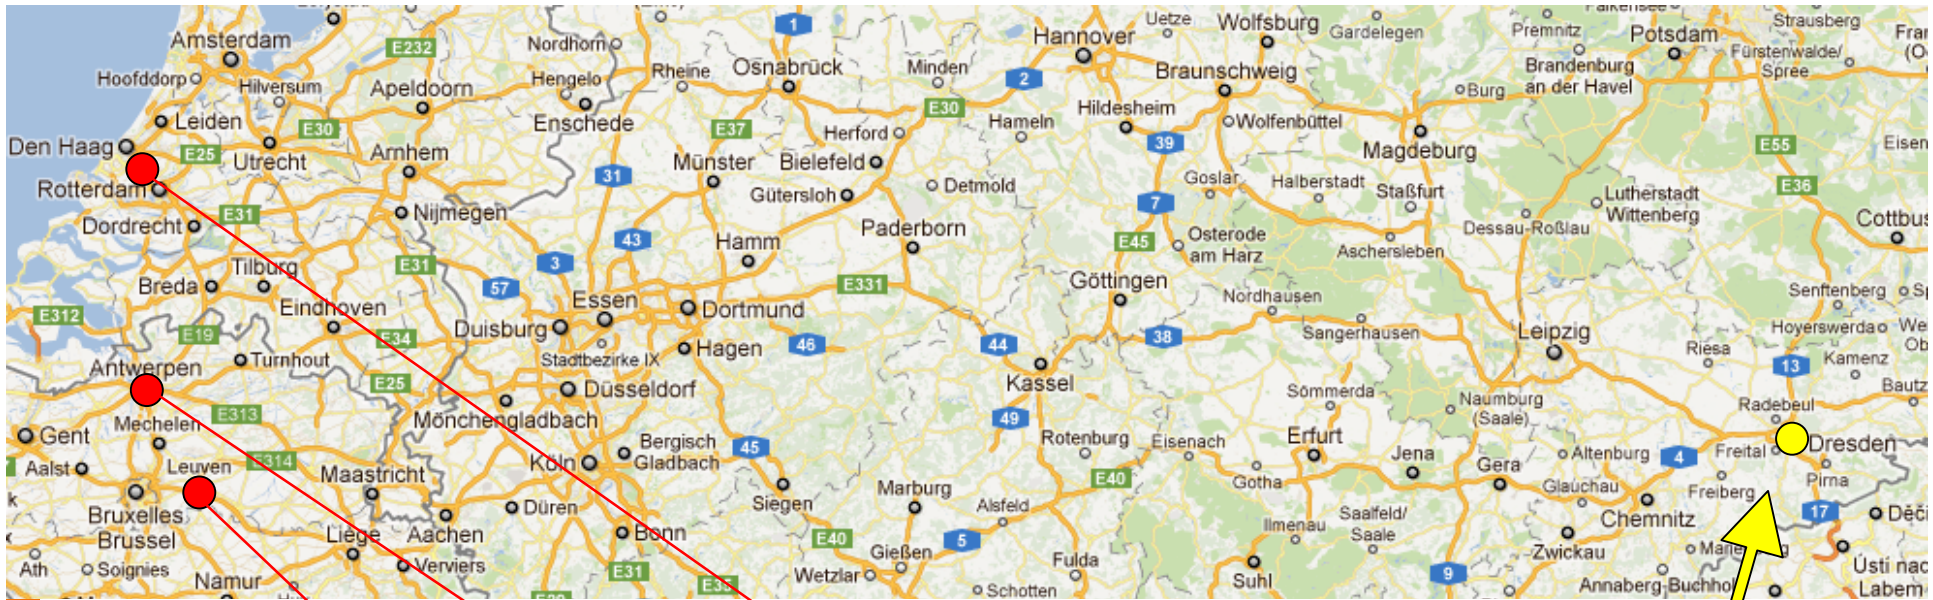 Amsterdam
E232
Nordhorn
1
Hannover
Uetze
Wolfsburg
Gardelegen
Premnitz
Potsdam
Strausberg
Hoofddorp
Hilversum
Apeldoorn
Hengelo
Rheine
Osnabrück
Minden
2
Braunschweig
Brandenburg
an der Havel
Fürstenwalde/
Spree
Leiden
E30
Enschede
E37
Herford
E30
Hameln
Hildesheim
Burg
Wolfenbüttel
Den Haag
E25
Utrecht
Arnhem
Münster
Bielefeld
39
Magdeburg
E55
Rotterdam
31
Gütersloh
Detmold
Goslar
Halberstadt
Staßfurt
E36
Lutherstadt
Wittenberg
Dordrecht
E31
Nijmegen
43
Hamm
Paderborn
7
E45
Osterode
am Harz
Aschersleben
Dessau-Roßlau
Cottbus
Tilburg
E31
3
Breda
57
Essen
E331
Göttingen
Nordhausen
Senftenberg
E312
E19
Eindhoven
E34
Duisburg
Dortmund
Sangerhausen
Leipzig
Hoyerswerda
Antwerpen
Turnhout
Stadtbezirke IX
Hagen
46
44
38
Riesa
13
Kamenz
E25
Düsseldorf
Kassel
Sömmerda
Naumburg
(Saale)
Radebeul
Mechelen
E313
Mönchengladbach
49
Gent
Bergisch
Gladbach
45
Rotenburg
Eisenach
Erfurt
Jena
Altenburg
4
Freital
Dresden
Aalst
Leuven
E314
Maastricht
Köln
Siegen
Marburg
Alsfeld
E40
Gotha
Gera
Glauchau
Freiberg
Pirna
Bruxelles
Brussel
Düren
Liège
Aachen
Bonn
E40
Gießen
5
Ilmenau
Saalfeld/
Saale
Chemnitz
17
Zwickau
Ath
Soignies
Namur
Verviers
E31
Wetzlar
Fulda
Schotten
Suhl
9
Ústí nad
Labem